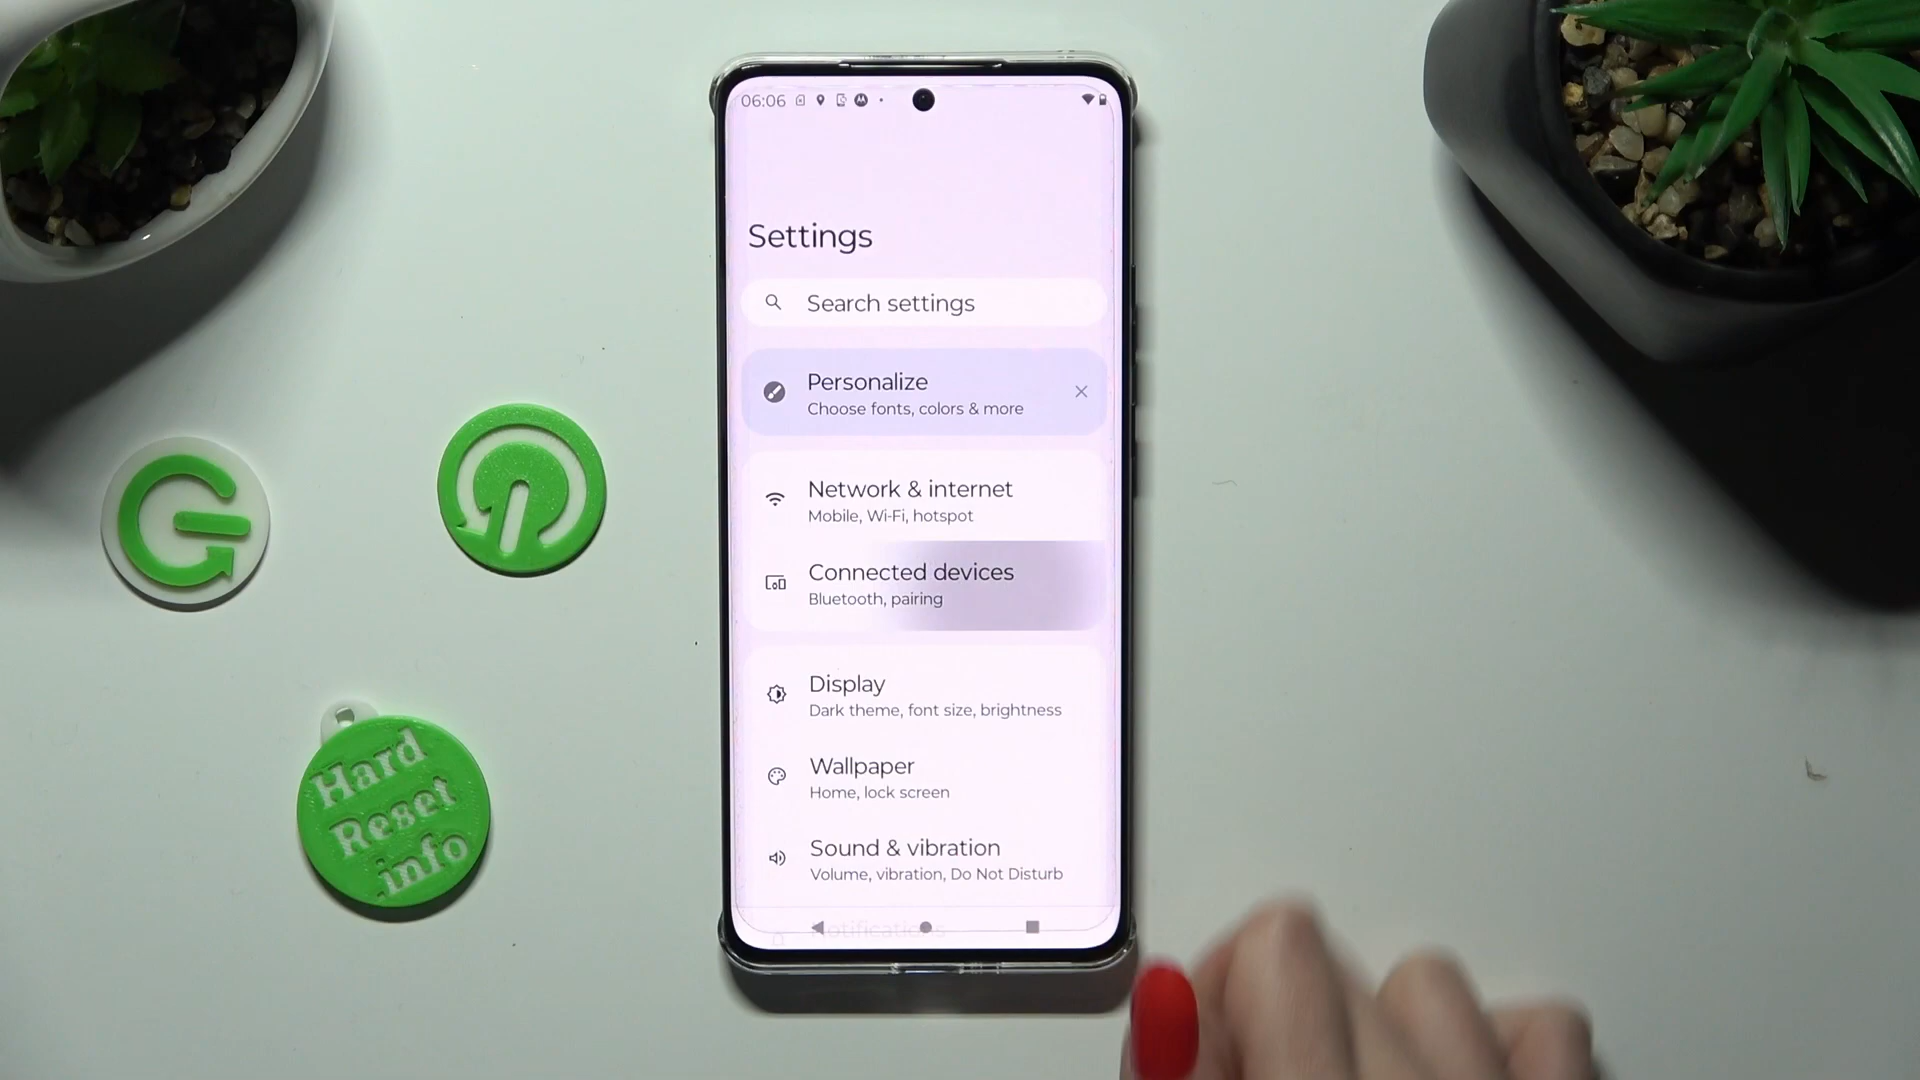 06:06
Settings
Search settings
Personalize
Choose fonts, colors & more
Network & internet
Mobile, Wi-Fi, hotspot
Connected devices
Bluetooth, pairing
Display
Dark theme, font size, brightness
Wallpaper
Home, lock screen
Sound & vibration
Volume, vibration, Do Not Disturb
Notifications
Hard
Reset
info